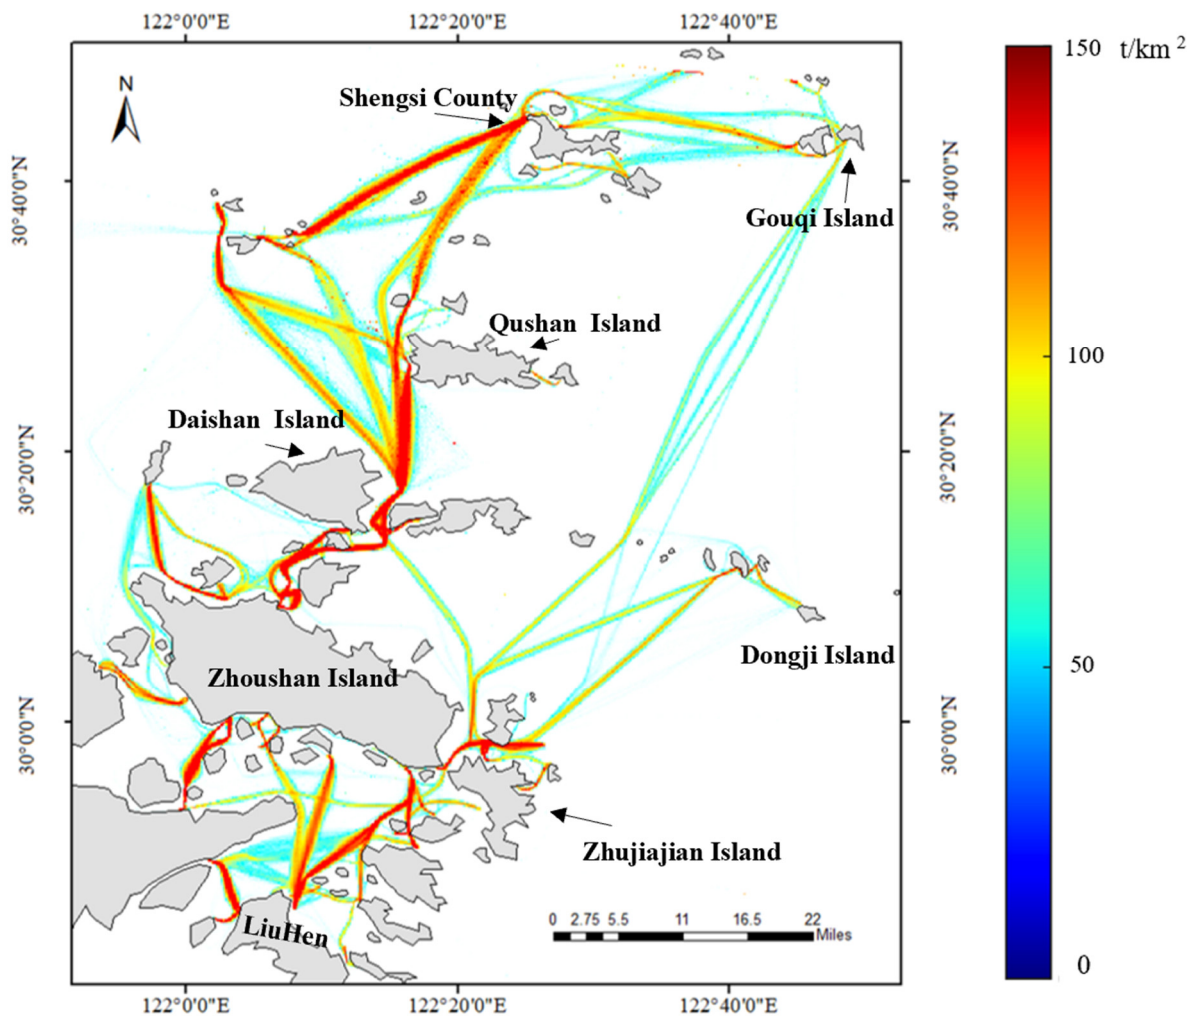 122°0'0"E
122°20'0"E
122°40'0"E
150 t/km²
N
Shengsi County
30°40'0"N
30°40'0"N
Gouqi Island
Qushan Island
100
Daishan Island
30°20'0"N
30°20'0"N
Dongji Island
50
Zhoushan Island
30°0'0"N
30°0'0"N
Zhujiajian Island
LiuHen
0 2.75 5.5 11 16.5 22
Miles
0
122°0'0"E
122°20'0"E
122°40'0"E